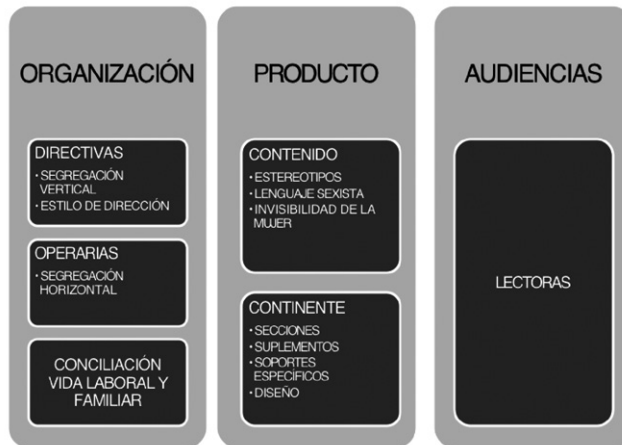 ORGANIZACIÓN
DIRECTIVAS
• SEGREGACIÓN
VERTICAL
• ESTILO DE DIRECCIÓN
OPERARIAS
• SEGREGACIÓN
HORIZONTAL
CONCILIACIÓN
VIDA LABORAL Y
FAMILIAR
PRODUCTO
CONTENIDO
• ESTEREOTIPOS
• LENGUAJE SEXISTA
• INVISIBILIDAD DE LA
MUJER
CONTINENTE
• SECCIONES
• SUPLEMENTOS
• SOPORTES
ESPECÍFICOS
• DISEÑO
AUDIENCIAS
LECTORAS